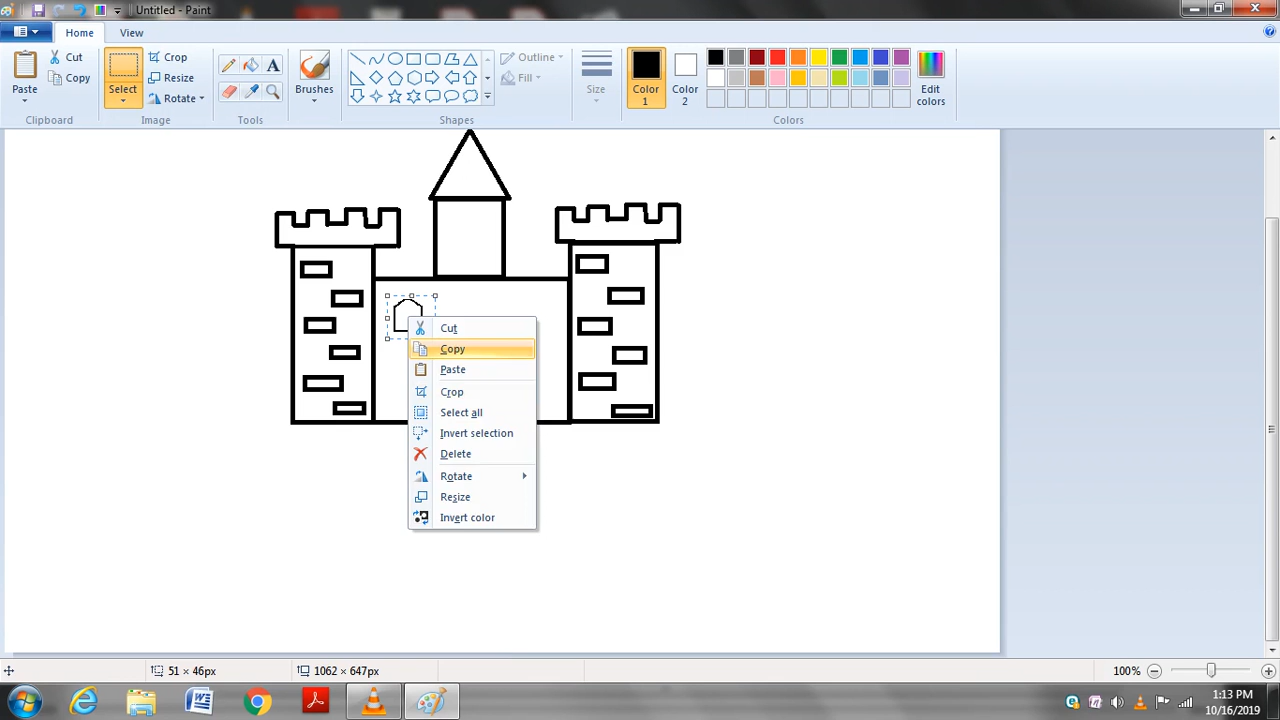 Untitled - Paint
Home View
Cut
Copy
Paste
Clipboard
Select
Crop
Resize
Rotate
Image
Tools
Brushes
Outline
Fill
Shapes
Size
Color 1
Color 2
Edit colors
Colors
Cut
Copy
Paste
Crop
Select all
Invert selection
Delete
Rotate
Resize
Invert color
51 × 46px
1062 × 647px
100%
1:13 PM
10/16/2019